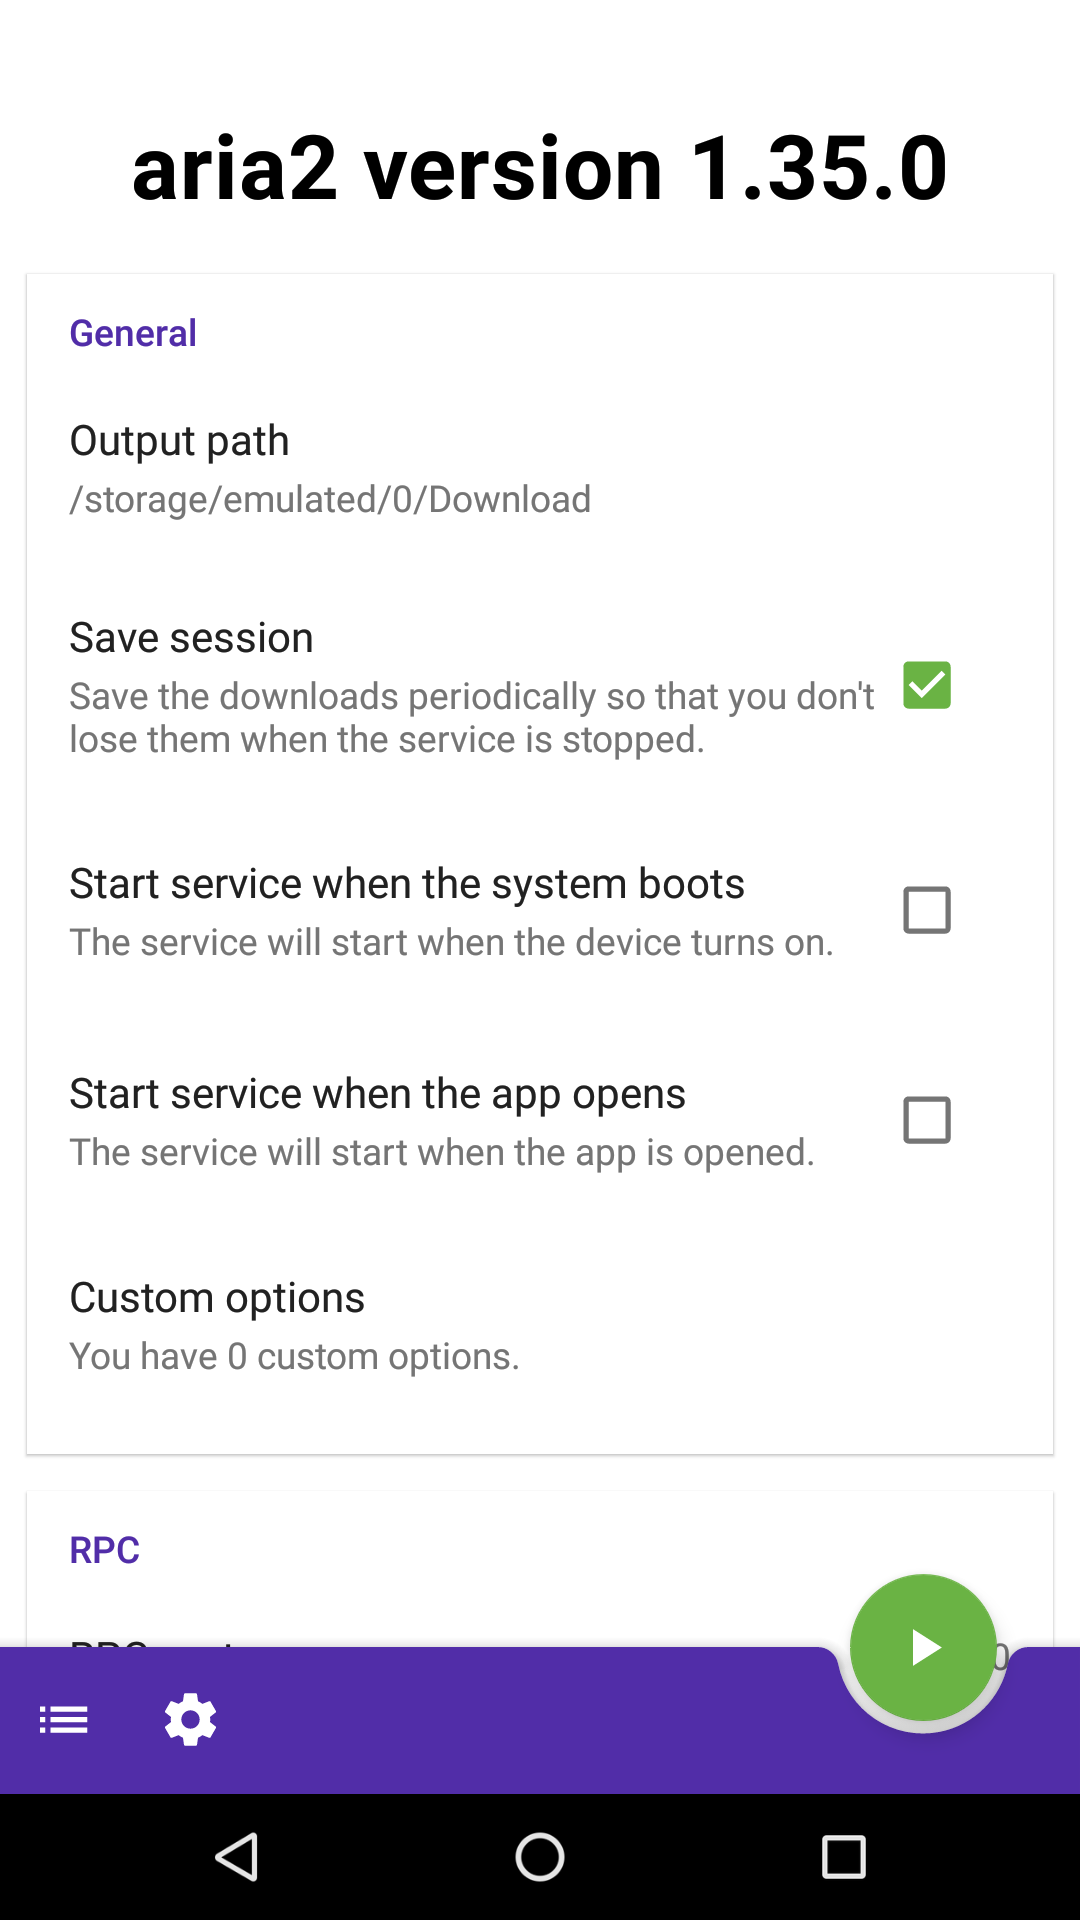 aria2 version 1.35.0
General
Output path
/storage/emulated/0/Download
Save session
Save the downloads periodically so that you don't
lose them when the service is stopped.
Start service when the system boots
The service will start when the device turns on.
Start service when the app opens
The service will start when the app is opened.
Custom options
You have 0 custom options.
RPC